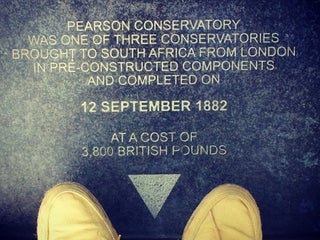 PEARSON CONSERVATORY
WAS ONE OF THREE CONSERVATORIES
BROUGHT TO SOUTH AFRICA FROM LONDON
IN PRE-CONSTRUCTED COMPONENTS
AND COMPLETED ON
12 SEPTEMBER 1882
AT A COST OF
3,800 BRITISH POUNDS